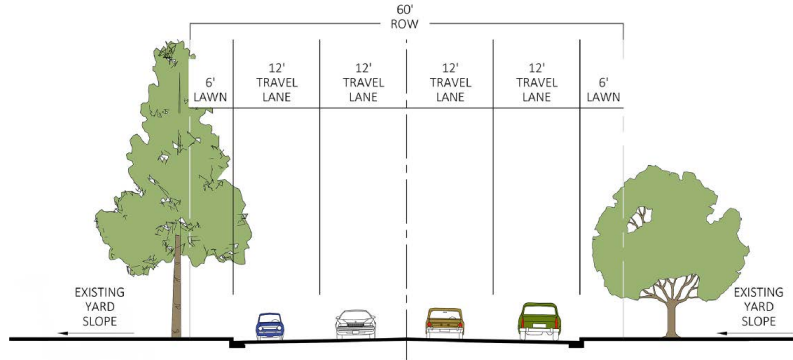 60'
ROW
6'
LAWN
12'
TRAVEL
LANE
12'
TRAVEL
LANE
12'
TRAVEL
LANE
12'
TRAVEL
LANE
6'
LAWN
EXISTING
YARD
SLOPE
EXISTING
YARD
SLOPE